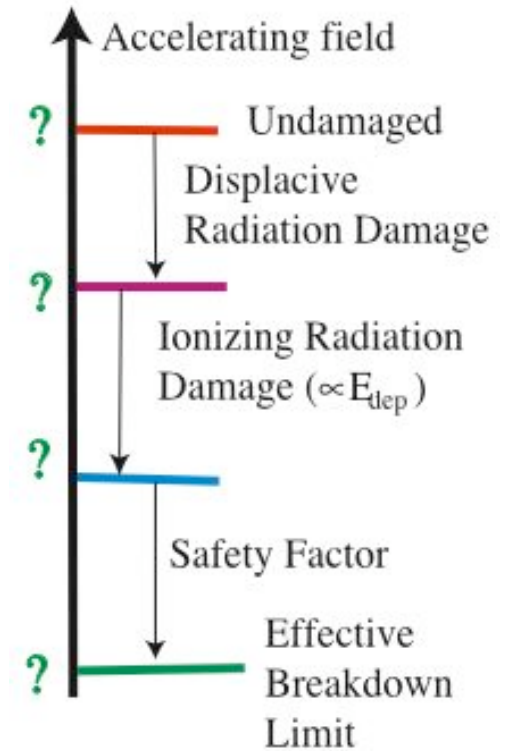 Accelerating field
? Undamaged
Displacive
Radiation Damage
?
Ionizing Radiation
Damage (∝E_dep)
?
Safety Factor
Effective
? Breakdown
Limit